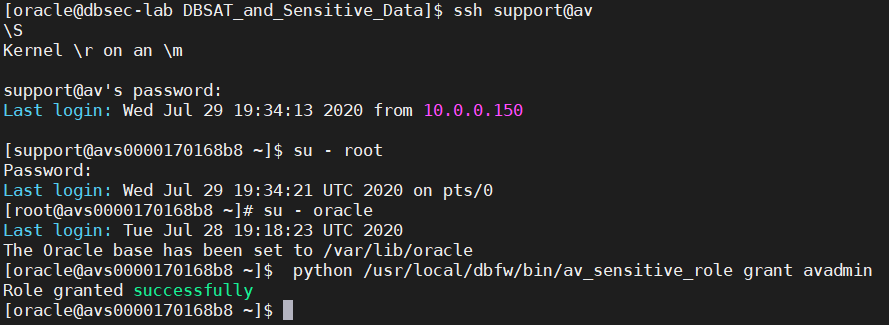 [oracle@dbsec-lab DBSAT_and_Sensitive_Data]$ ssh support@av
\S
Kernel \r on an \m
support@av's password:
Last login: Wed Jul 29 19:34:13 2020 from 10.0.0.150
[support@avs0000170168b8 ~]$ su - root
Password:
Last login: Wed Jul 29 19:34:21 UTC 2020 on pts/0
[root@avs0000170168b8 ~]# su - oracle
Last login: Tue Jul 28 19:18:23 UTC 2020
The Oracle base has been set to /var/lib/oracle
[oracle@avs0000170168b8 ~]$  python /usr/local/dbfw/bin/av_sensitive_role grant avadmin
Role granted successfully
[oracle@avs0000170168b8 ~]$